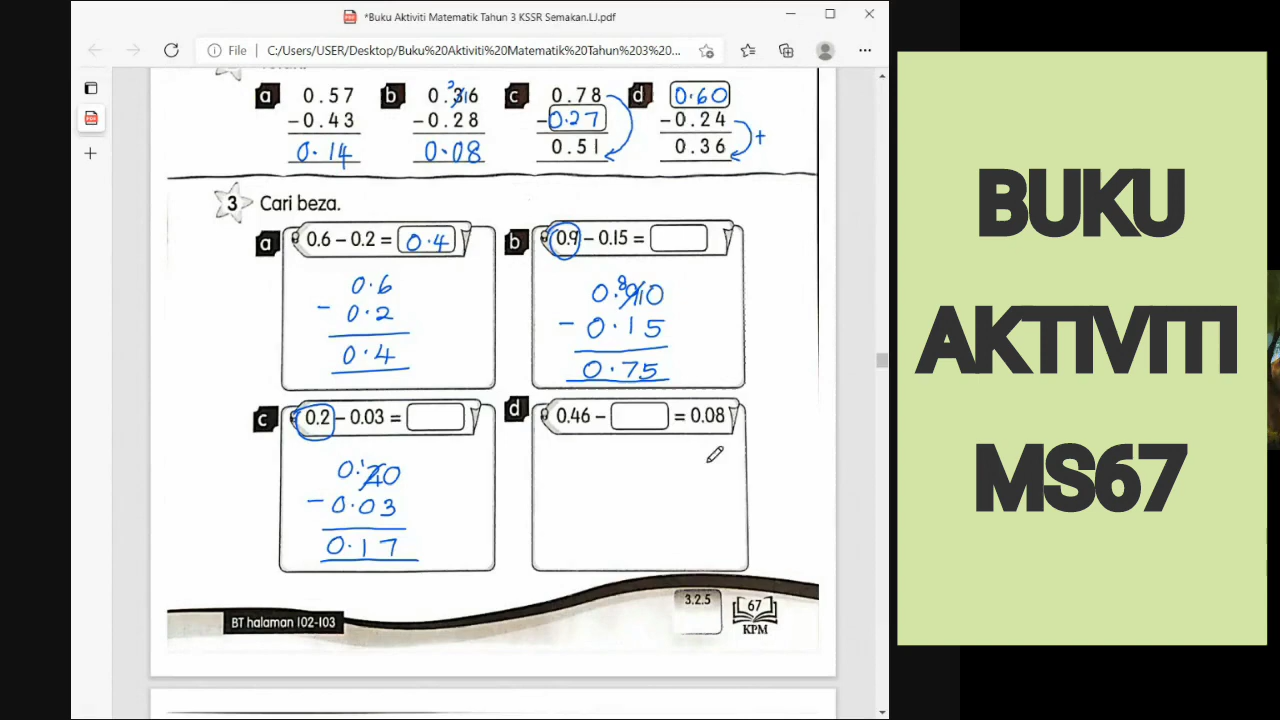 *Buku Aktiviti Matematik Tahun 3 KSSR Semakan.LJ.pdf
File C:/Users/USER/Desktop/Buku%20Aktiviti%20Matematik%20Tahun%203%20...
a 0.57 b 0.36 c 0.78 d 0.60
-0.43 -0.28 -0.27 -0.24 +
0.14 0.08 0.51 0.36
3 Cari beza.
a 0.6 – 0.2 = 0.4
0.6
- 0.2
0.4
b 0.9 – 0.15 =
0.910
- 0.15
0.75
c 0.2 – 0.03 =
0.20
- 0.03
0.17
d 0.46 – = 0.08
BT halaman 102-103
3.2.5
67
KPM
BUKU
AKTIVITI
MS67